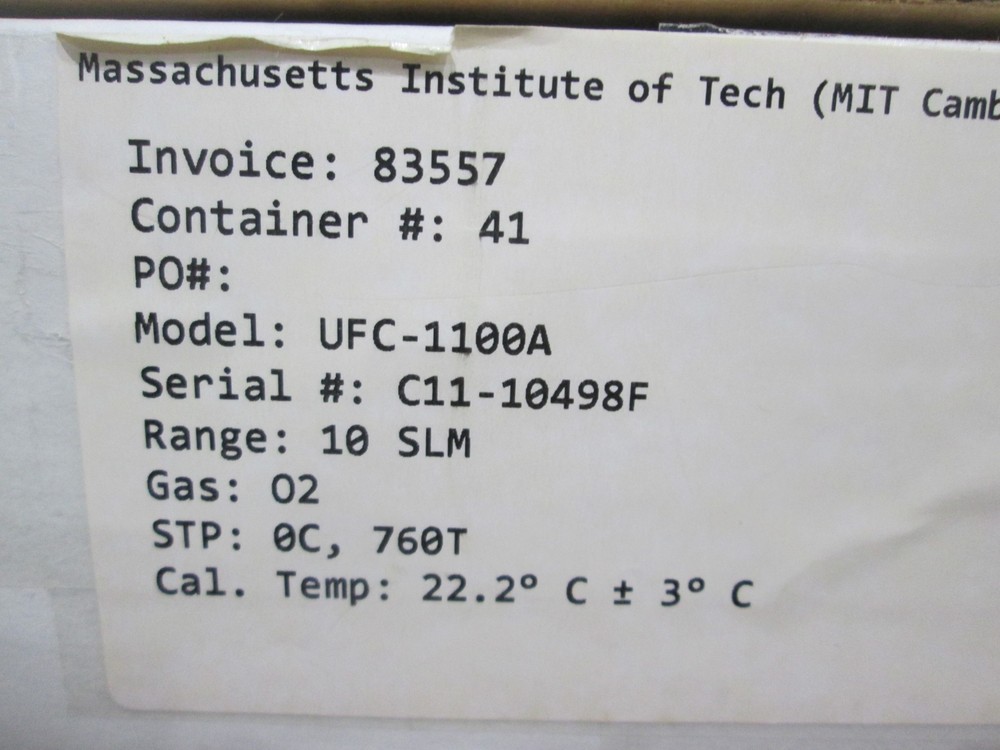 Massachusetts Institute of Tech (MIT Camb
Invoice: 83557
Container #: 41
PO#:
Model: UFC-1100A
Serial #: C11-10498F
Range: 10 SLM
Gas: O2
STP: 0C, 760T
Cal. Temp: 22.2° C ± 3° C